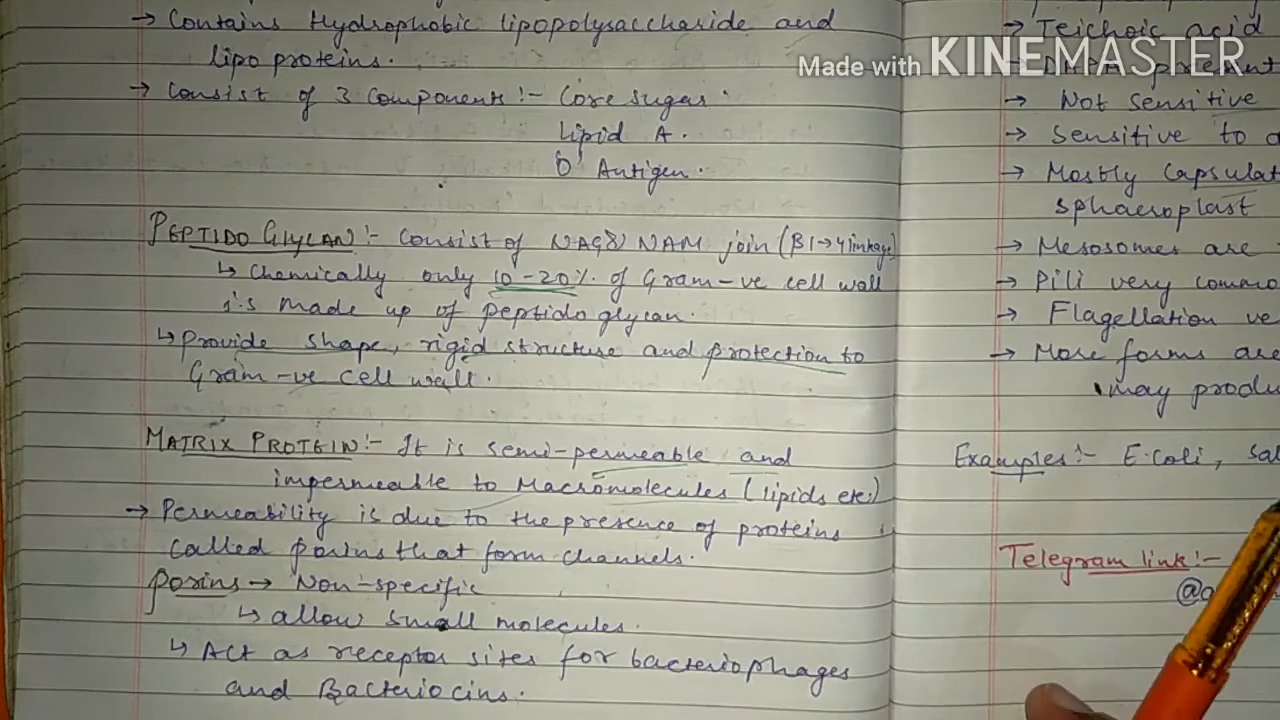 → Contains Hydrophobic lipopolysaccharide and
lipo proteins.
→ Consist of 3 Components :- Core sugar.
Lipid A.
O' Antigen.
PEPTIDO GlyCAN :- Consist of NAG & NAM join (β1→4 linkage)
↳ Chemically only 10-20% of Gram -ve cell wall
is made up of peptido glycan.
↳ Provide shape, rigid structure and protection to
Gram -ve cell wall.
MATRIX PROTEIN :- It is semi-permeable and
impermeable to Macromolecules (lipids etc.)
→ Permeability is due to the presence of proteins
called porins that form channels.
Porins → Non-specific
↳ allow small molecules.
↳ Act as receptor sites for bacteriophages
and Bacteriocins.
→ Teichoic acid
Made with KINEMASTER
present
→ Not sensitive
→ Sensitive to
→ Mostly Capsulat
sphaeroplast
→ Mesosomes are
→ Pili very commo
→ Flagellation ve
→ More forms are
may produ
Examples :- E.Coli, Sal
Telegram link :-